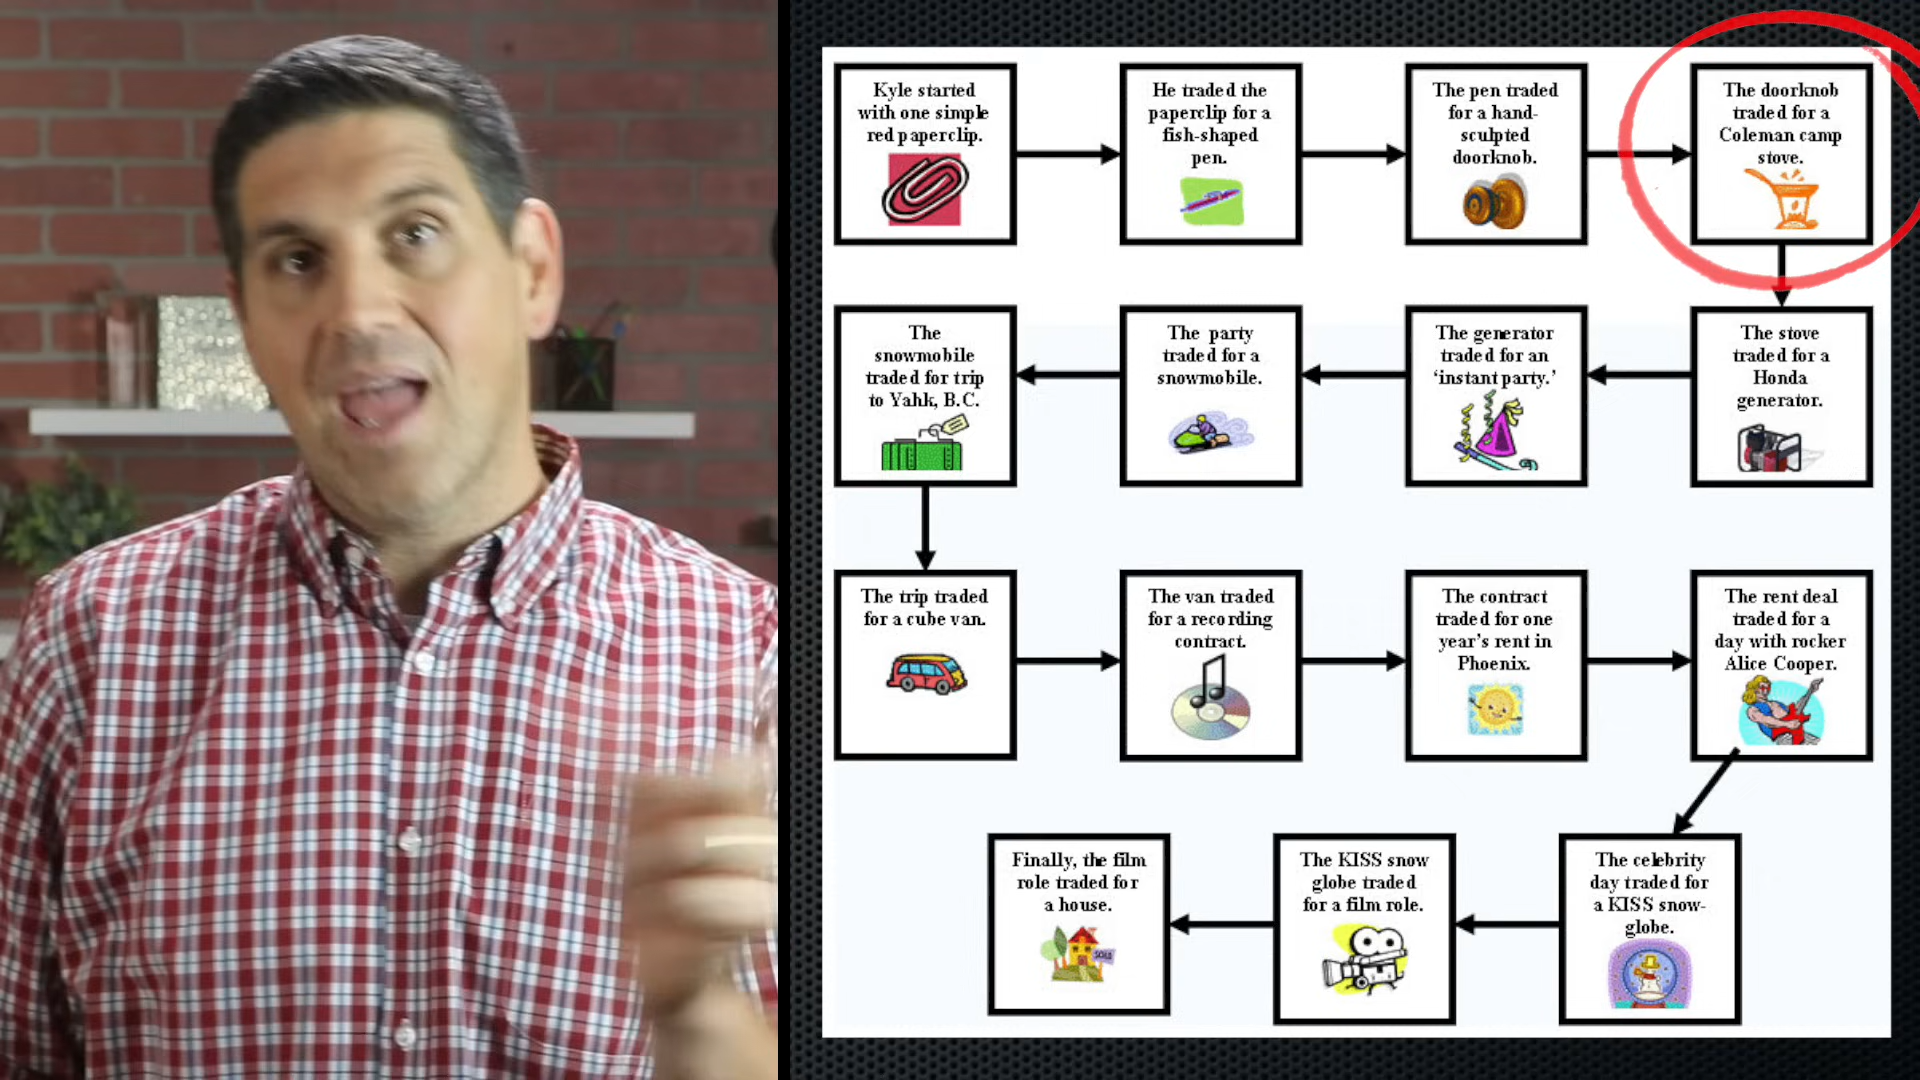 Kyle started
with one simple
red paperclip.
He traded the
paperclip for a
fish-shaped
pen.
The pen traded
for a hand-
sculpted
doorknob.
The doorknob
traded for a
Coleman camp
stove.
The stove
traded for a
Honda
generator.
The generator
traded for an
‘instant party.’
The party
traded for a
snowmobile.
The
snowmobile
traded for trip
to Yahk, B.C.
The trip traded
for a cube van.
The van traded
for a recording
contract.
The contract
traded for one
year’s rent in
Phoenix.
The rent deal
traded for a
day with rocker
Alice Cooper.
The celebrity
day traded for
a KISS snow-
globe.
The KISS snow
globe traded
for a film role.
Finally, the film
role traded for
a house.
SOLD